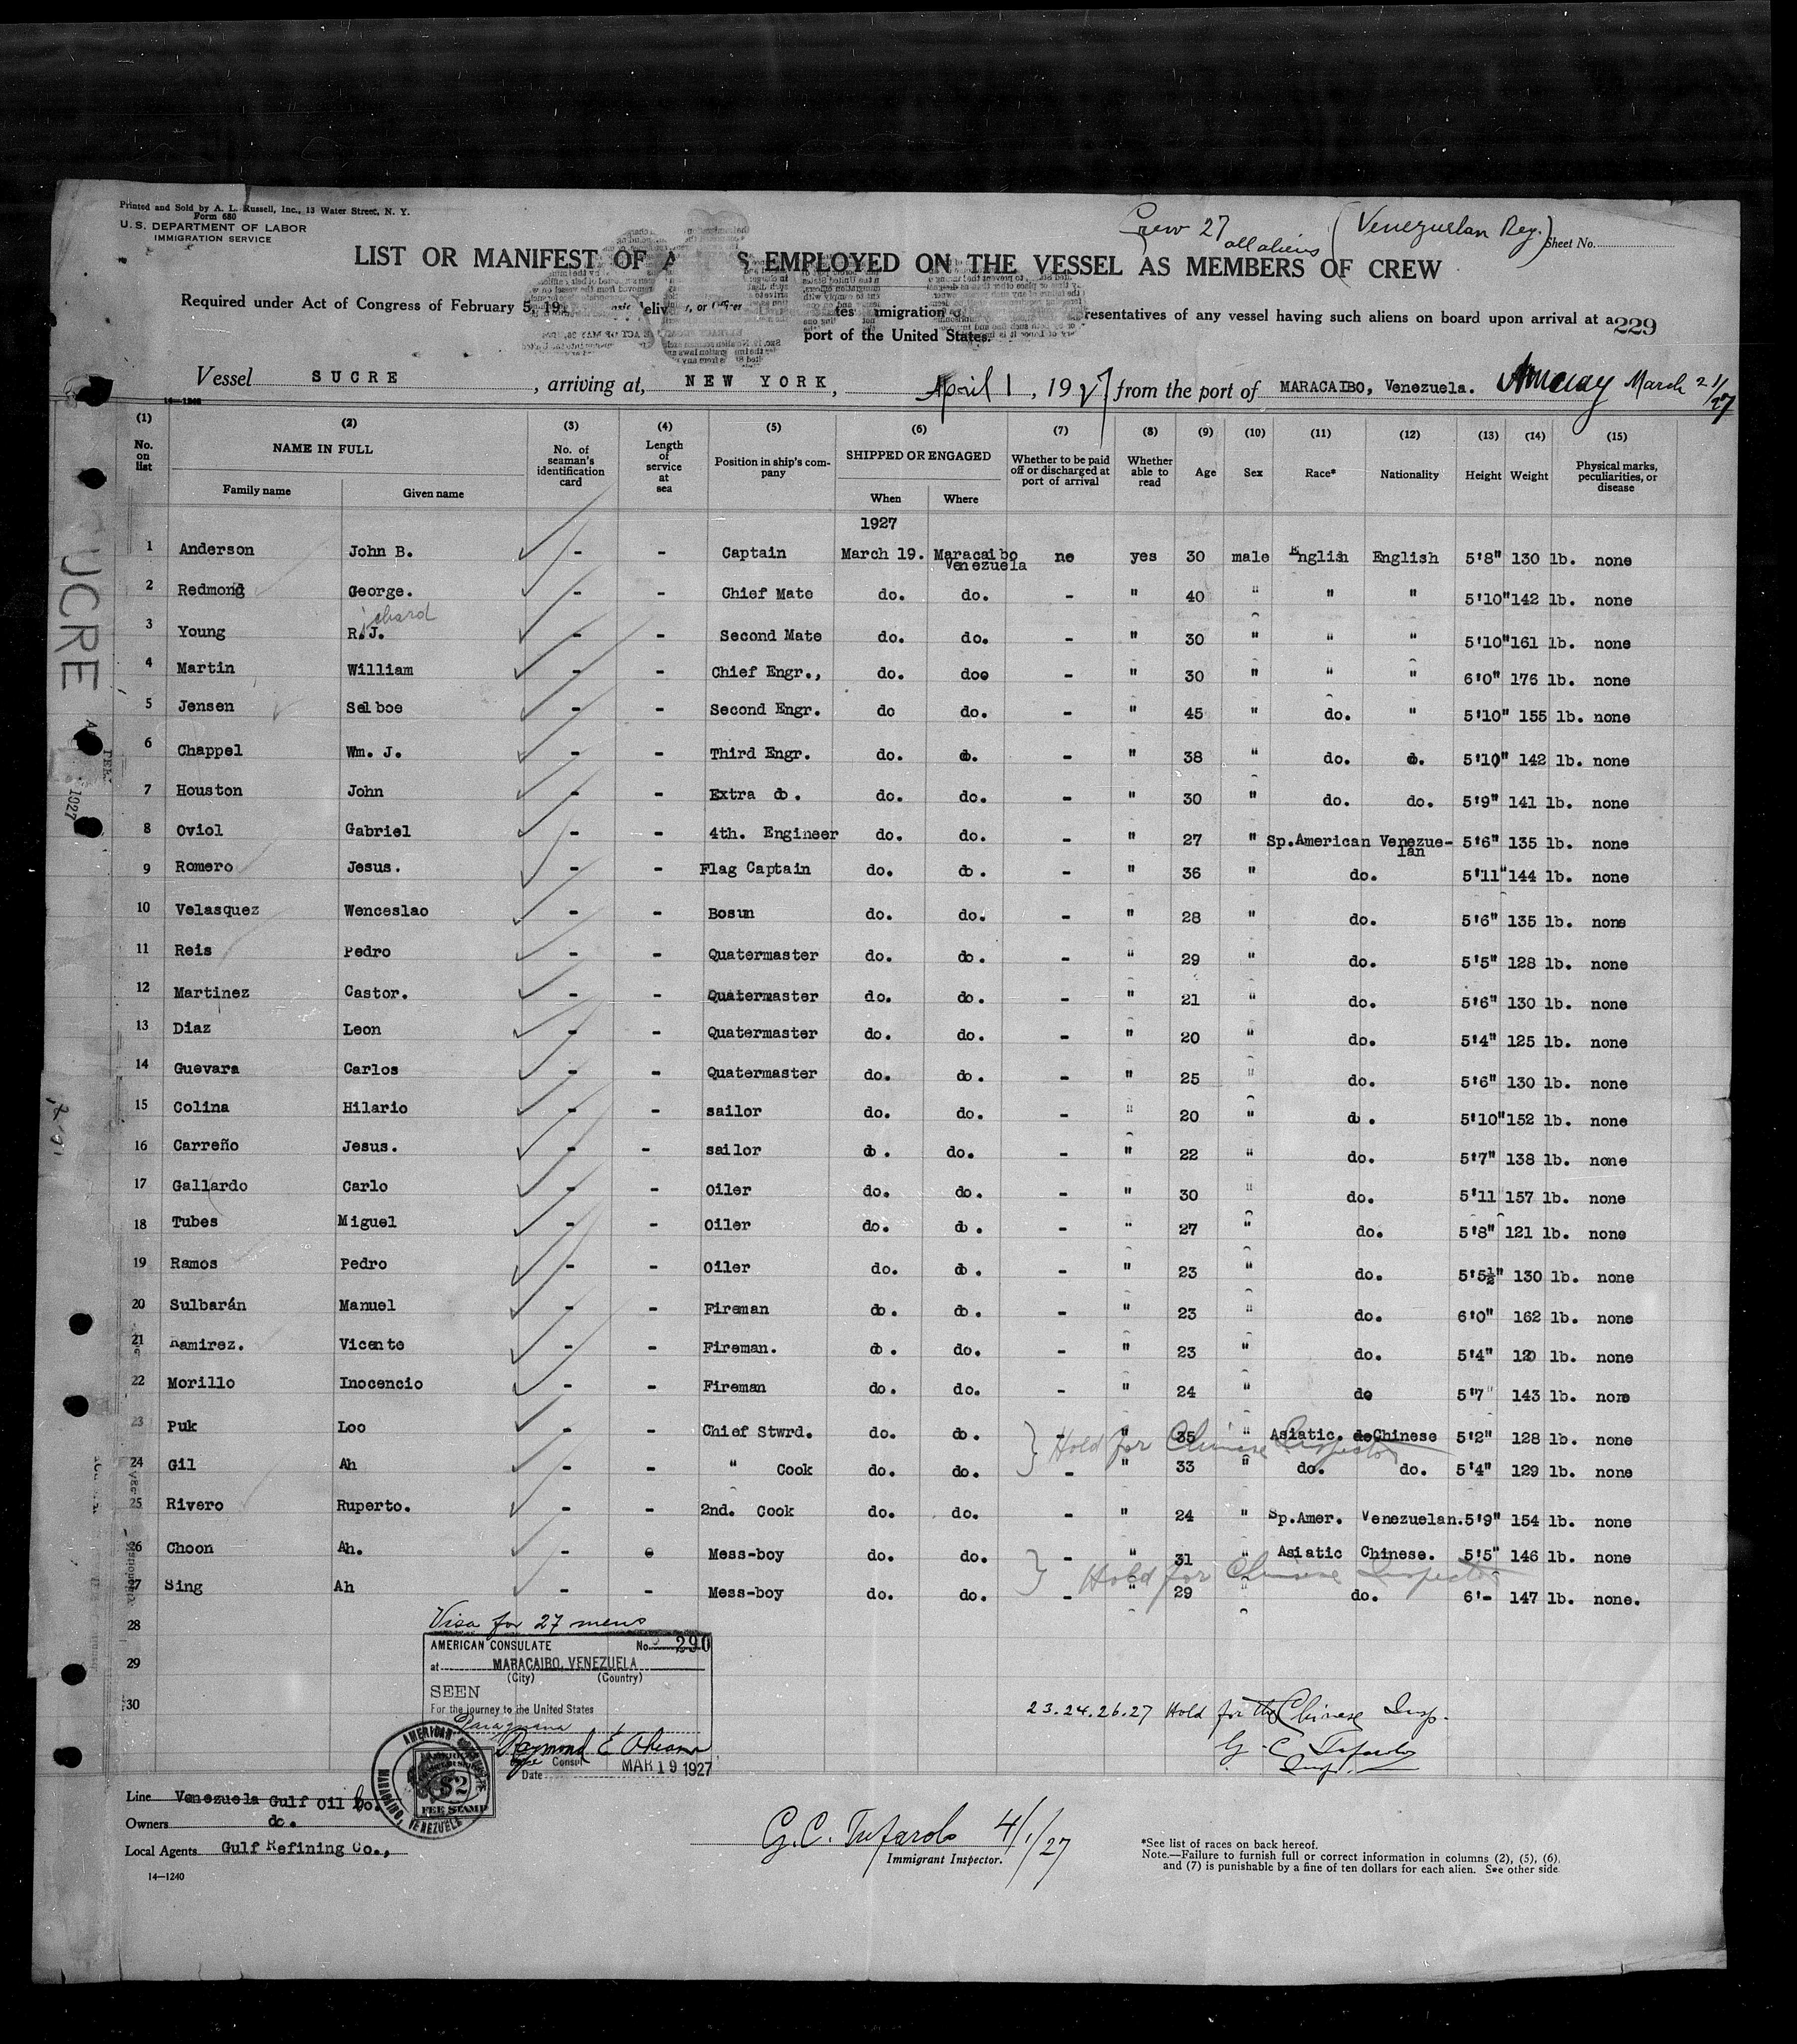 Printed and Sold by A. L. Russell, Inc., 13 Water Street, N. Y.
Form 680
U. S. DEPARTMENT OF LABOR
IMMIGRATION SERVICE
Crew 27 all aliens (Venezuelan Reg.)
Sheet No.
LIST OR MANIFEST OF A S EMPLOYED ON THE VESSEL AS MEMBERS OF CREW
Required under Act of Congress of February 5, 19 deliv , or representatives of any vessel having such aliens on board upon arrival at a
port of the United States.
229
Vessel SUCRE, arriving at, NEW YORK, April 1, 1927 from the port of MARACAIBO, Venezuela. Amuay March 21/27
(1) (2) (3) (4) (5) (6) (7) (8) (9) (10) (11) (12) (13) (14) (15)
No. on list NAME IN FULL Family name Given name No. of seaman's identification card Length of service at sea Position in ship's company SHIPPED OR ENGAGED When Where Whether to be paid off or discharged at port of arrival Whether able to read Age Sex Race* Nationality Height Weight Physical marks, peculiarities, or disease
1927
1 Anderson John B. - - Captain March 19. Maracaibo Venezuela no yes 30 male English English 5'8" 130 lb. none
2 Redmond George. - - Chief Mate do. do. - " 40 " " " 5'10" 142 lb. none
ichard
3 Young R.J. - - Second Mate do. do. - " 30 " " " 5'10" 161 lb. none
4 Martin William - - Chief Engr., do. doo - " 30 " " " 6'0" 176 lb. none
5 Jensen Selboe - - Second Engr. do do. - " 45 " do. " 5'10" 155 lb. none
6 Chappel Wm. J. - - Third Engr. do. do. - " 38 " do. do. 5'10" 142 lb. none
7 Houston John - - Extra do. do. do. - " 30 " do. do. 5'9" 141 lb. none
8 Oviol Gabriel - - 4th. Engineer do. do. - " 27 " Sp.American Venezue-lan 5'6" 135 lb. none
9 Romero Jesus. - - Flag Captain do. do. - " 36 " do. 5'11" 144 lb. none
10 Velasquez Wenceslao - - Bosun do. do. - " 28 " do. 5'6" 135 lb. none
11 Reis Pedro - - Quatermaster do. do. - " 29 " do. 5'5" 128 lb. none
12 Martinez Castor. - - Quatermaster do. do. - " 21 " do. 5'6" 130 lb. none
13 Diaz Leon - - Quatermaster do. do. - " 20 " do. 5'4" 125 lb. none
14 Guevara Carlos - - Quatermaster do. do. - " 25 " do. 5'6" 130 lb. none
15 Colina Hilario - - sailor do. do. - " 20 " do. 5'10" 152 lb. none
16 Carreño Jesus. - - sailor do. do. - " 22 " do. 5'7" 138 lb. none
17 Gallardo Carlo - - Oiler do. do. - " 30 " do. 5'11 157 lb. none
18 Tubes Miguel - - Oiler do. do. - " 27 " do. 5'8" 121 lb. none
19 Ramos Pedro - - Oiler do. do. - " 23 " do. 5'5½" 130 lb. none
20 Sulbarán Manuel - - Fireman do. do. - " 23 " do. 6'0" 162 lb. none
21 Ramirez. Vicente - - Fireman. do. do. - " 23 " do. 5'4" 120 lb. none
22 Morillo Inocencio - - Fireman do. do. - " 24 " do 5'7" 143 lb. none
23 Puk Loo - - Chief Stwrd. do. do. - " 35 " Asiatic. do Chinese 5'2" 128 lb. none
Hold for Chinese Inspector
24 Gil Ah - - " Cook do. do. - " 33 " do. do. 5'4" 129 lb. none
25 Rivero Ruperto. - - 2nd. Cook do. do. - " 24 " Sp.Amer. Venezuelan. 5'9" 154 lb. none
26 Choon Ah. - - Mess-boy do. do. - " 31 " Asiatic Chinese. 5'5" 146 lb. none
Hold for Chinese Inspector
27 Sing Ah - - Mess-boy do. do. - " 29 " do. 6'- 147 lb. none.
28
29
30
Visa for 27 mens
AMERICAN CONSULATE No. 290
at MARACAIBO, VENEZUELA
(City) (Country)
SEEN
For the journey to the United States
Paraguana
Raymond E.
Vice Consul
Date MAR 19 1927
AMERICAN CONSULATE MARACAIBO, VENEZUELA
$2
FEE STAMP
23.24.26.27 Hold for the Chinese Insp.
G. C. Tufarolo
Insp.
Line Venezuela Gulf Oil Co.
Owners do.
Local Agents Gulf Refining Co.,
14—1240
G.C. Tufarolo 4/1/27
Immigrant Inspector.
*See list of races on back hereof.
Note.—Failure to furnish full or correct information in columns (2), (5), (6),
and (7) is punishable by a fine of ten dollars for each alien. See other side
UCRE
1927